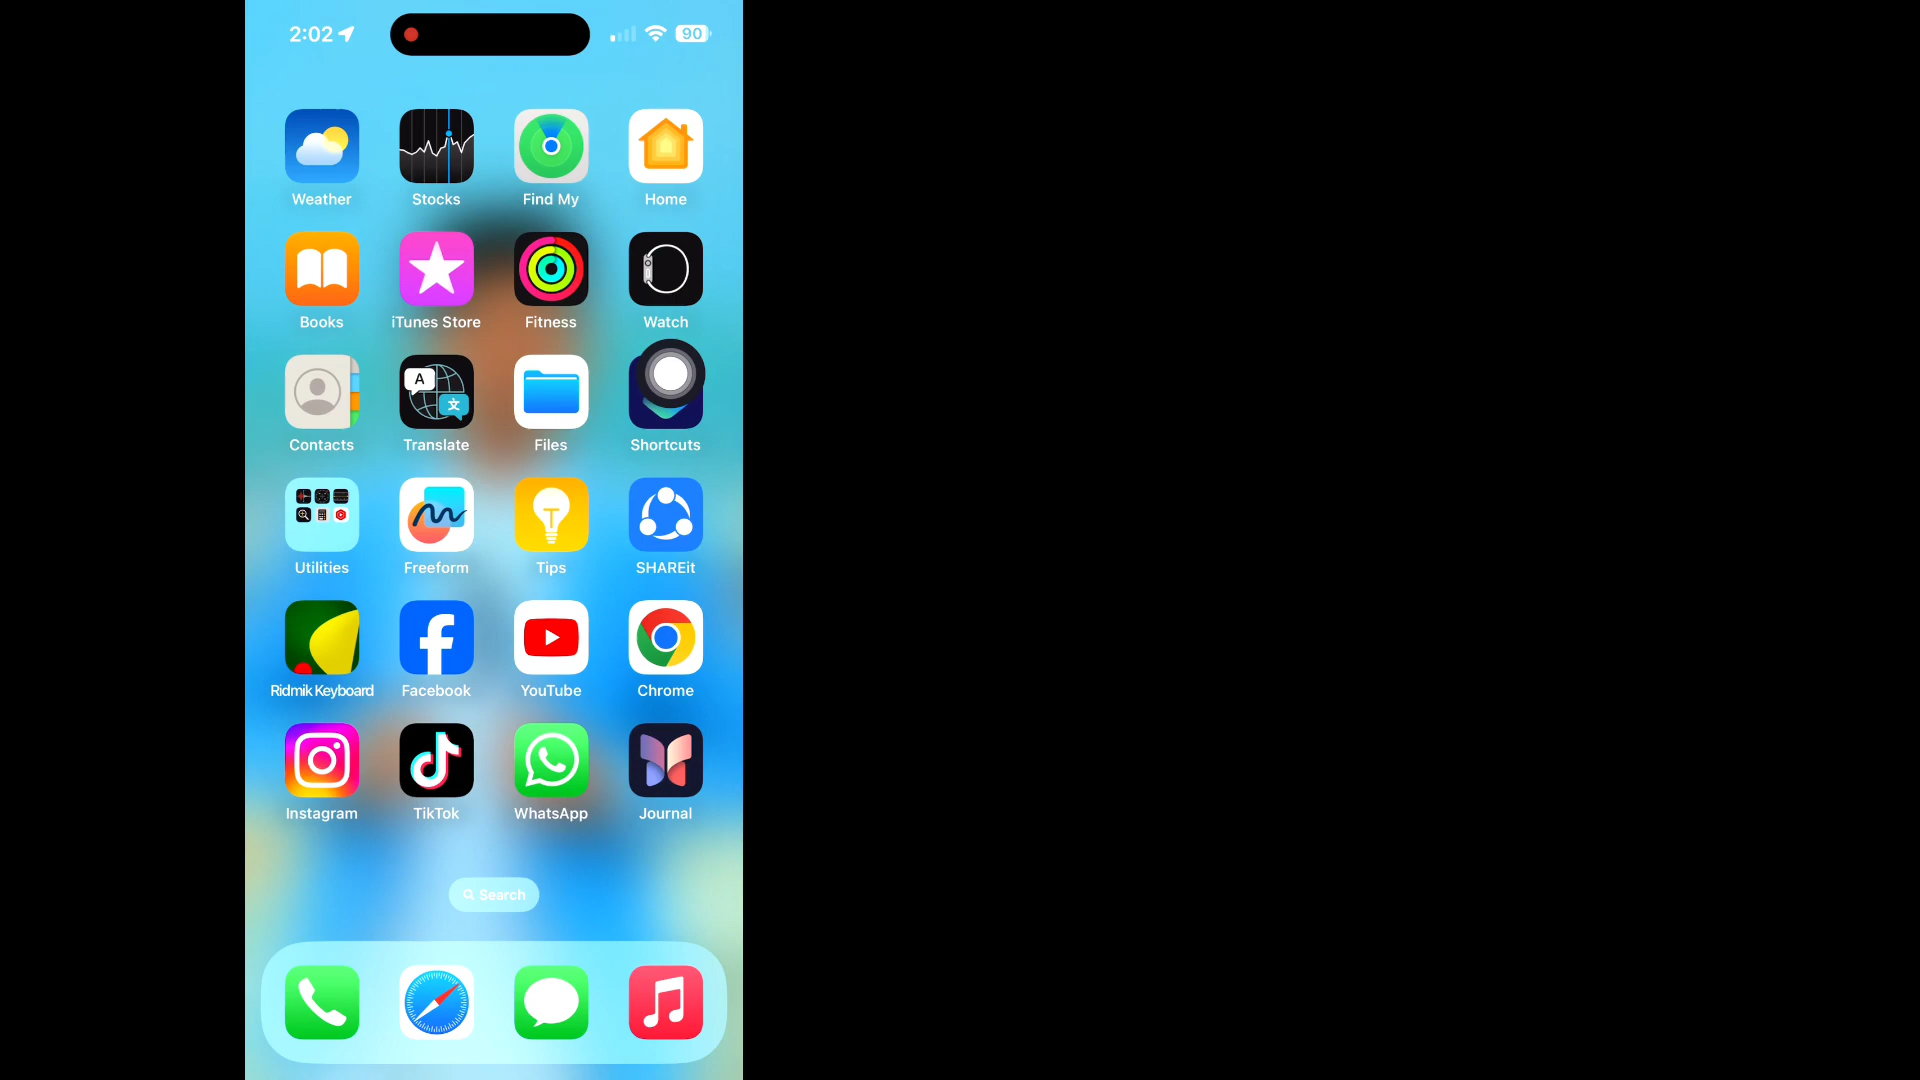 2:02
90
Weather Stocks Find My Home
Books iTunes Store Fitness Watch
A
文
Contacts Translate Files Shortcuts
Utilities Freeform Tips SHAREit
Ridmik Keyboard Facebook YouTube Chrome
Instagram TikTok WhatsApp Journal
Search